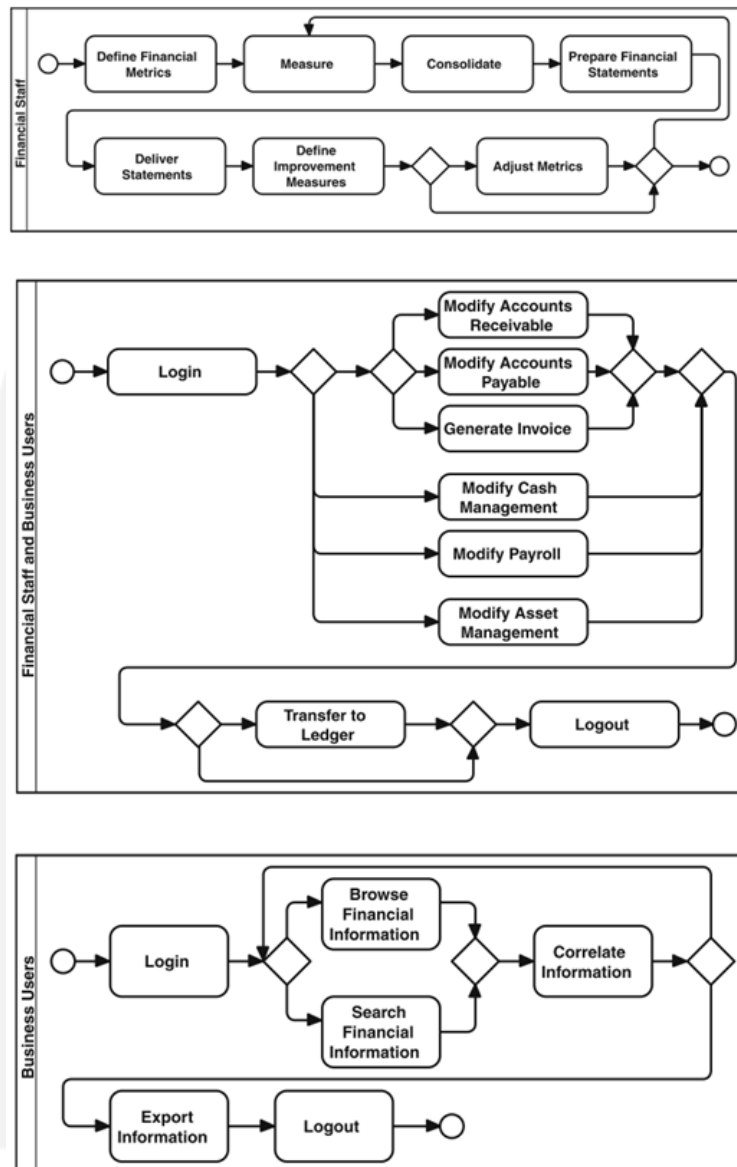 Financial Staff
Define Financial
Metrics
Measure
Consolidate
Prepare Financial
Statements
Deliver
Statements
Define
Improvement
Measures
Adjust Metrics
Financial Staff and Business Users
Login
Modify Accounts
Receivable
Modify Accounts
Payable
Generate Invoice
Modify Cash
Management
Modify Payroll
Modify Asset
Management
Transfer to
Ledger
Logout
Business Users
Login
Browse
Financial
Information
Search
Financial
Information
Correlate
Information
Export
Information
Logout